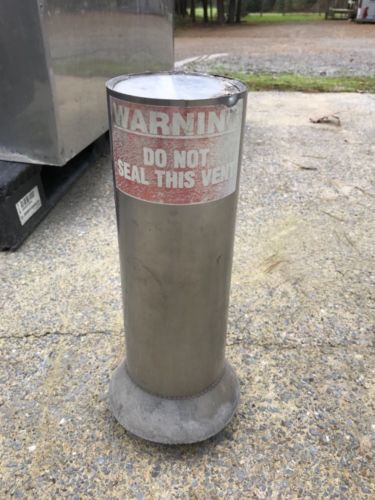 WARNING
DO NOT
SEAL THIS VENT